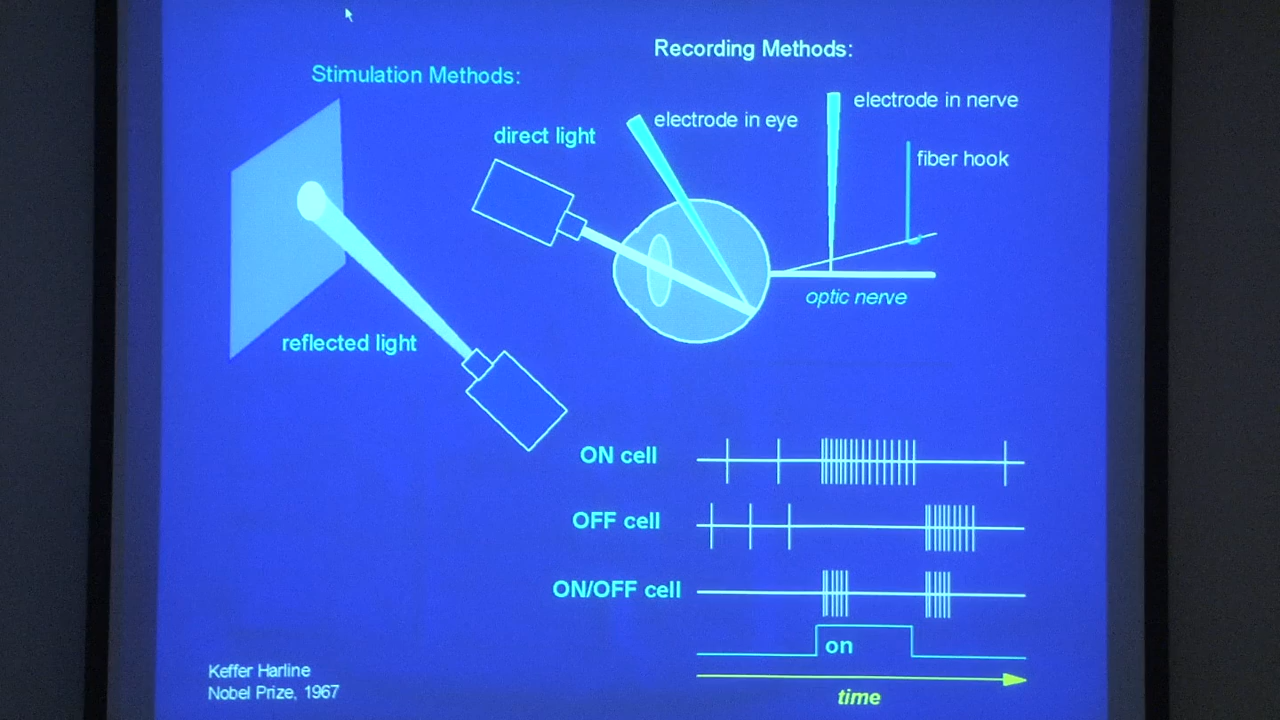 Recording Methods:
Stimulation Methods:
electrode in nerve
electrode in eye
direct light
fiber hook
optic nerve
reflected light
ON cell
OFF cell
ON/OFF cell
on
time
Keffer Harline
Nobel Prize, 1967